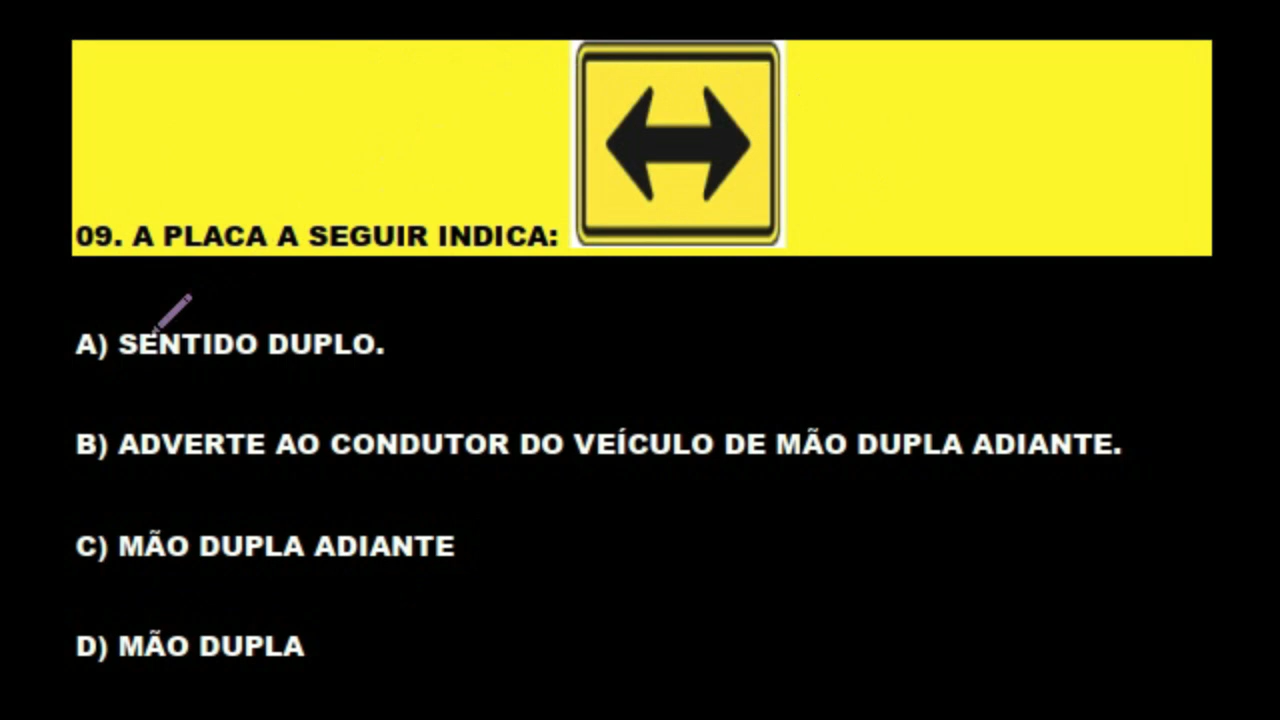 09. A PLACA A SEGUIR INDICA:
A) SENTIDO DUPLO.
B) ADVERTE AO CONDUTOR DO VEÍCULO DE MÃO DUPLA ADIANTE.
C) MÃO DUPLA ADIANTE
D) MÃO DUPLA